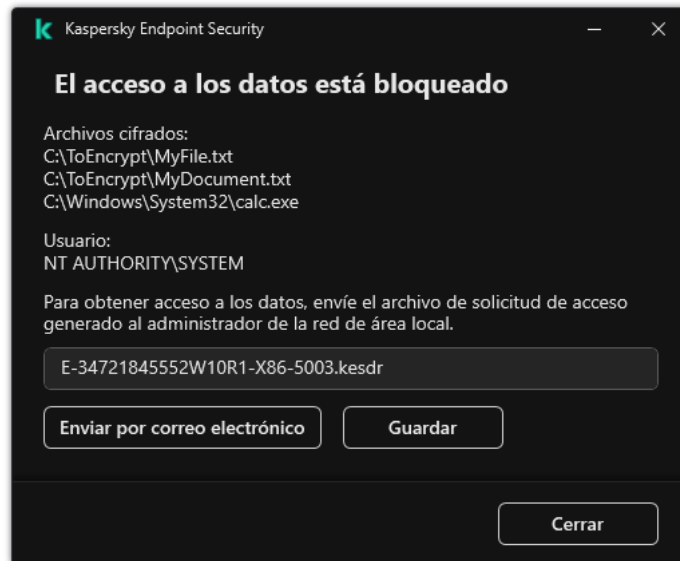 Kaspersky Endpoint Security
El acceso a los datos está bloqueado
Archivos cifrados:
C:\ToEncrypt\MyFile.txt
C:\ToEncrypt\MyDocument.txt
C:\Windows\System32\calc.exe
Usuario:
NT AUTHORITY\SYSTEM
Para obtener acceso a los datos, envíe el archivo de solicitud de acceso
generado al administrador de la red de área local.
E-34721845552W10R1-X86-5003.kesdr
Enviar por correo electrónico
Guardar
Cerrar